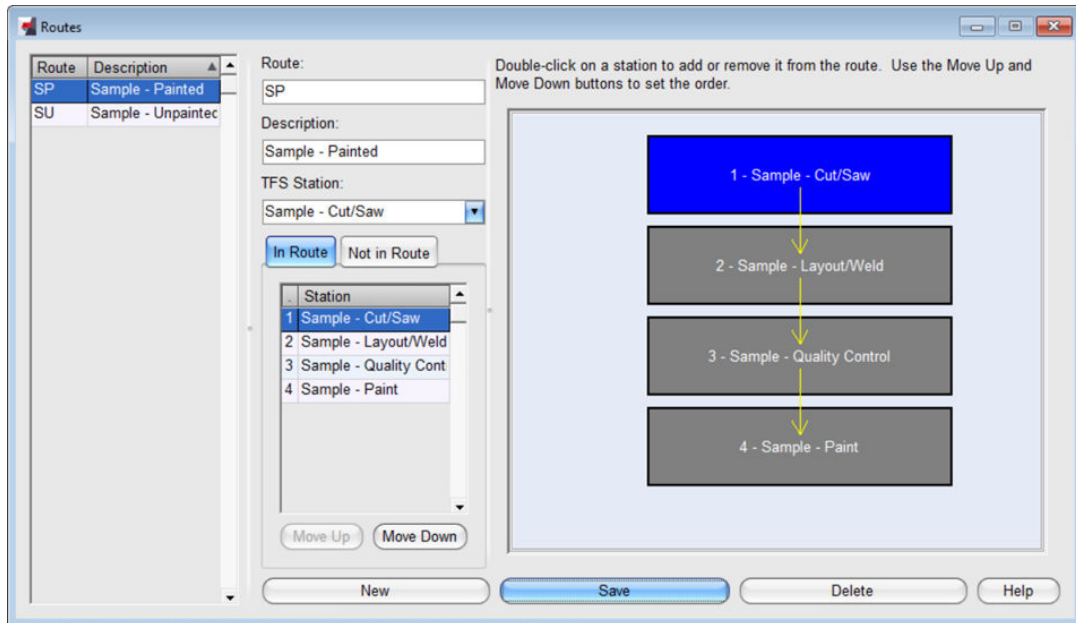 Routes
Route Description
SP Sample - Painted
SU Sample - Unpaintec
Route:
SP
Description:
Sample - Painted
TFS Station:
Sample - Cut/Saw
In Route Not in Route
. Station
1 Sample - Cut/Saw
2 Sample - Layout/Weld
3 Sample - Quality Cont
4 Sample - Paint
Move Up Move Down
Double-click on a station to add or remove it from the route. Use the Move Up and
Move Down buttons to set the order.
1 - Sample - Cut/Saw
2 - Sample - Layout/Weld
3 - Sample - Quality Control
4 - Sample - Paint
New Save Delete Help